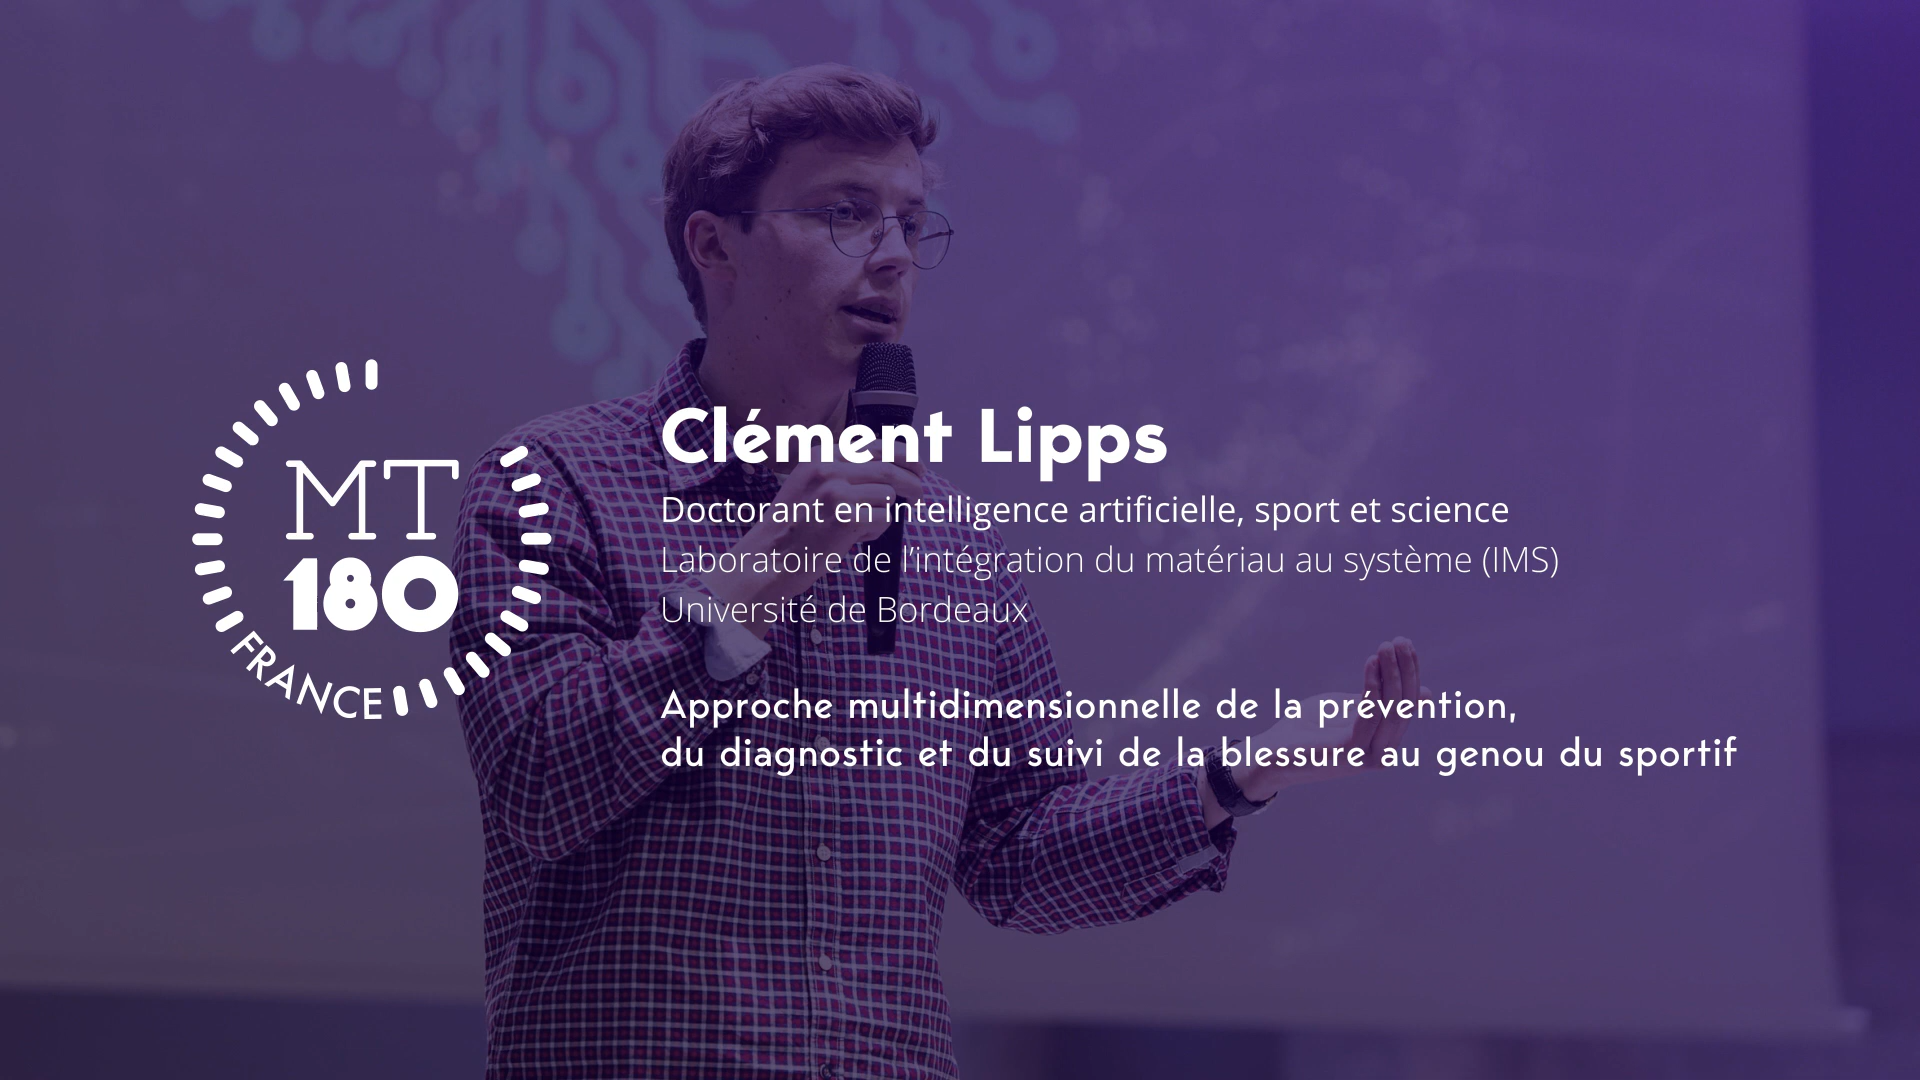 MT
180
FRANCE
Clément Lipps
Doctorant en intelligence artificielle, sport et science
Laboratoire de l’intégration du matériau au système (IMS)
Université de Bordeaux
Approche multidimensionnelle de la prévention,
du diagnostic et du suivi de la blessure au genou du sportif